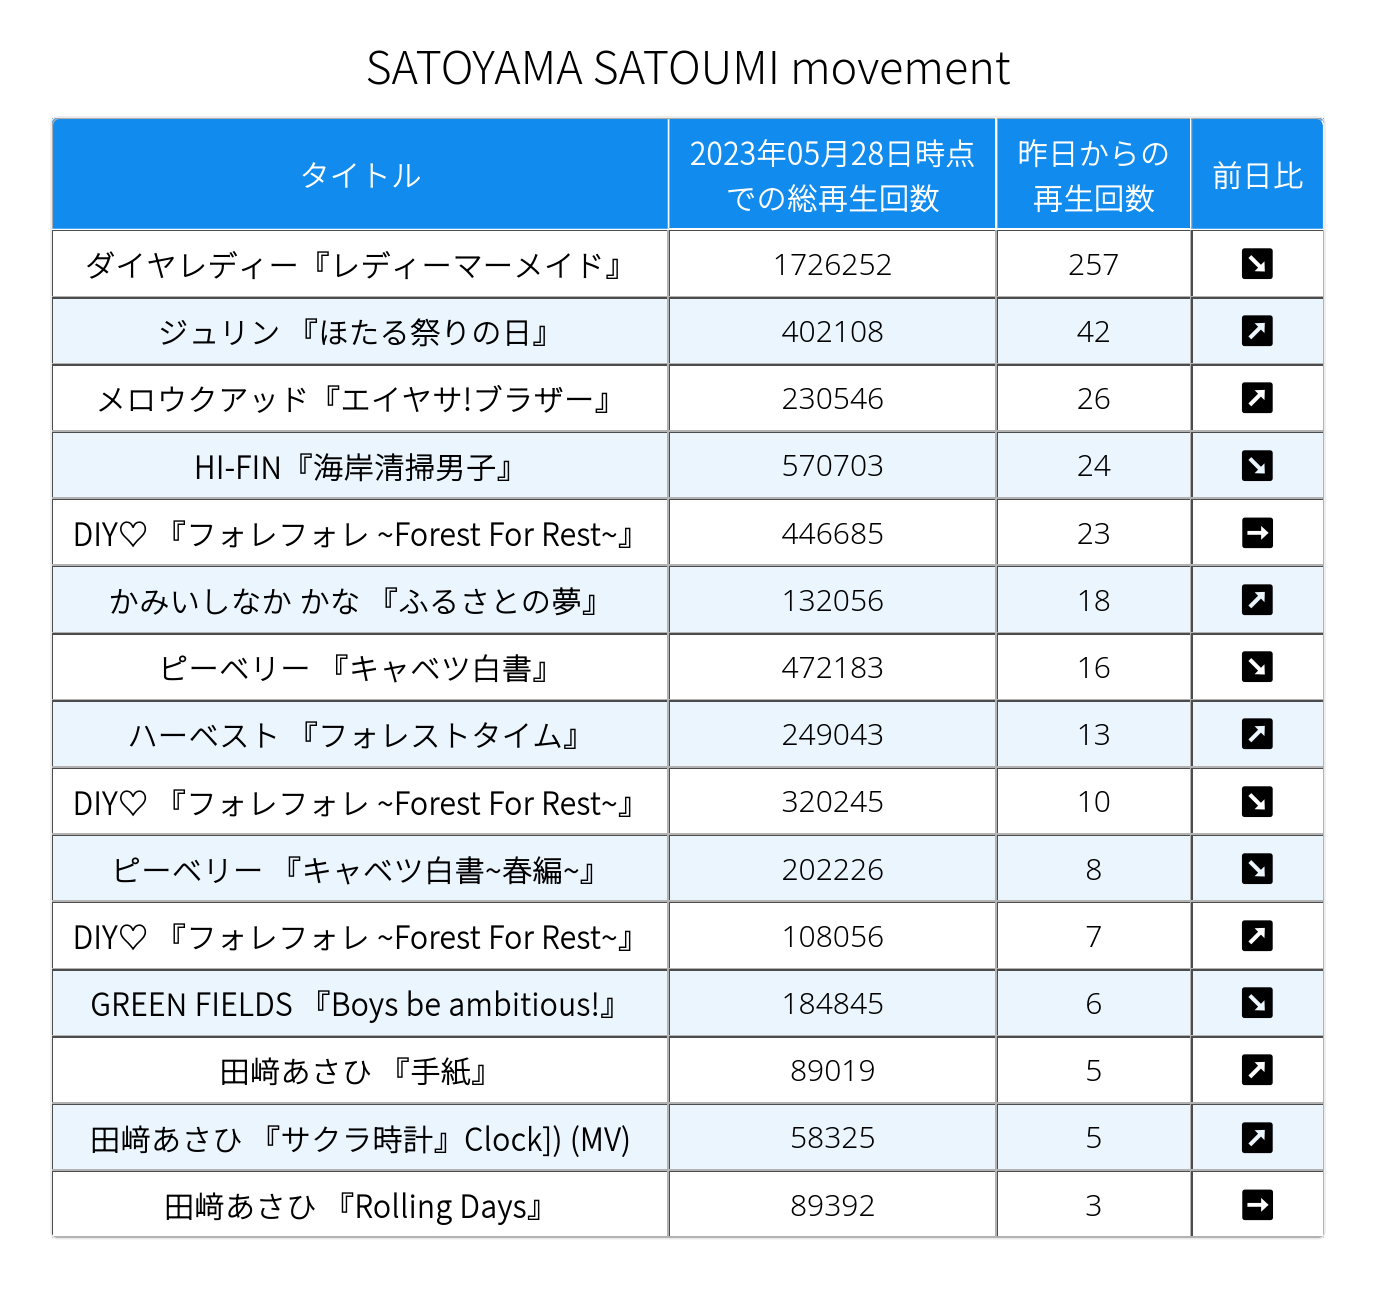 SATOYAMA SATOUMI movement
タイトル 2023年05月28日時点での総再生回数 昨日からの再生回数 前日比
ダイヤレディー『レディーマーメイド』 1726252 257 ↘
ジュリン 『ほたる祭りの日』 402108 42 ↗
メロウクアッド『エイヤサ!ブラザー』 230546 26 ↗
HI-FIN『海岸清掃男子』 570703 24 ↘
DIY♡ 『フォレフォレ ~Forest For Rest~』 446685 23 →
かみいしなか かな 『ふるさとの夢』 132056 18 ↗
ピーベリー 『キャベツ白書』 472183 16 ↘
ハーベスト 『フォレストタイム』 249043 13 ↗
DIY♡ 『フォレフォレ ~Forest For Rest~』 320245 10 ↘
ピーベリー 『キャベツ白書~春編~』 202226 8 ↘
DIY♡ 『フォレフォレ ~Forest For Rest~』 108056 7 ↗
GREEN FIELDS 『Boys be ambitious!』 184845 6 ↘
田﨑あさひ 『手紙』 89019 5 ↗
田﨑あさひ 『サクラ時計』Clock]) (MV) 58325 5 ↗
田﨑あさひ 『Rolling Days』 89392 3 →